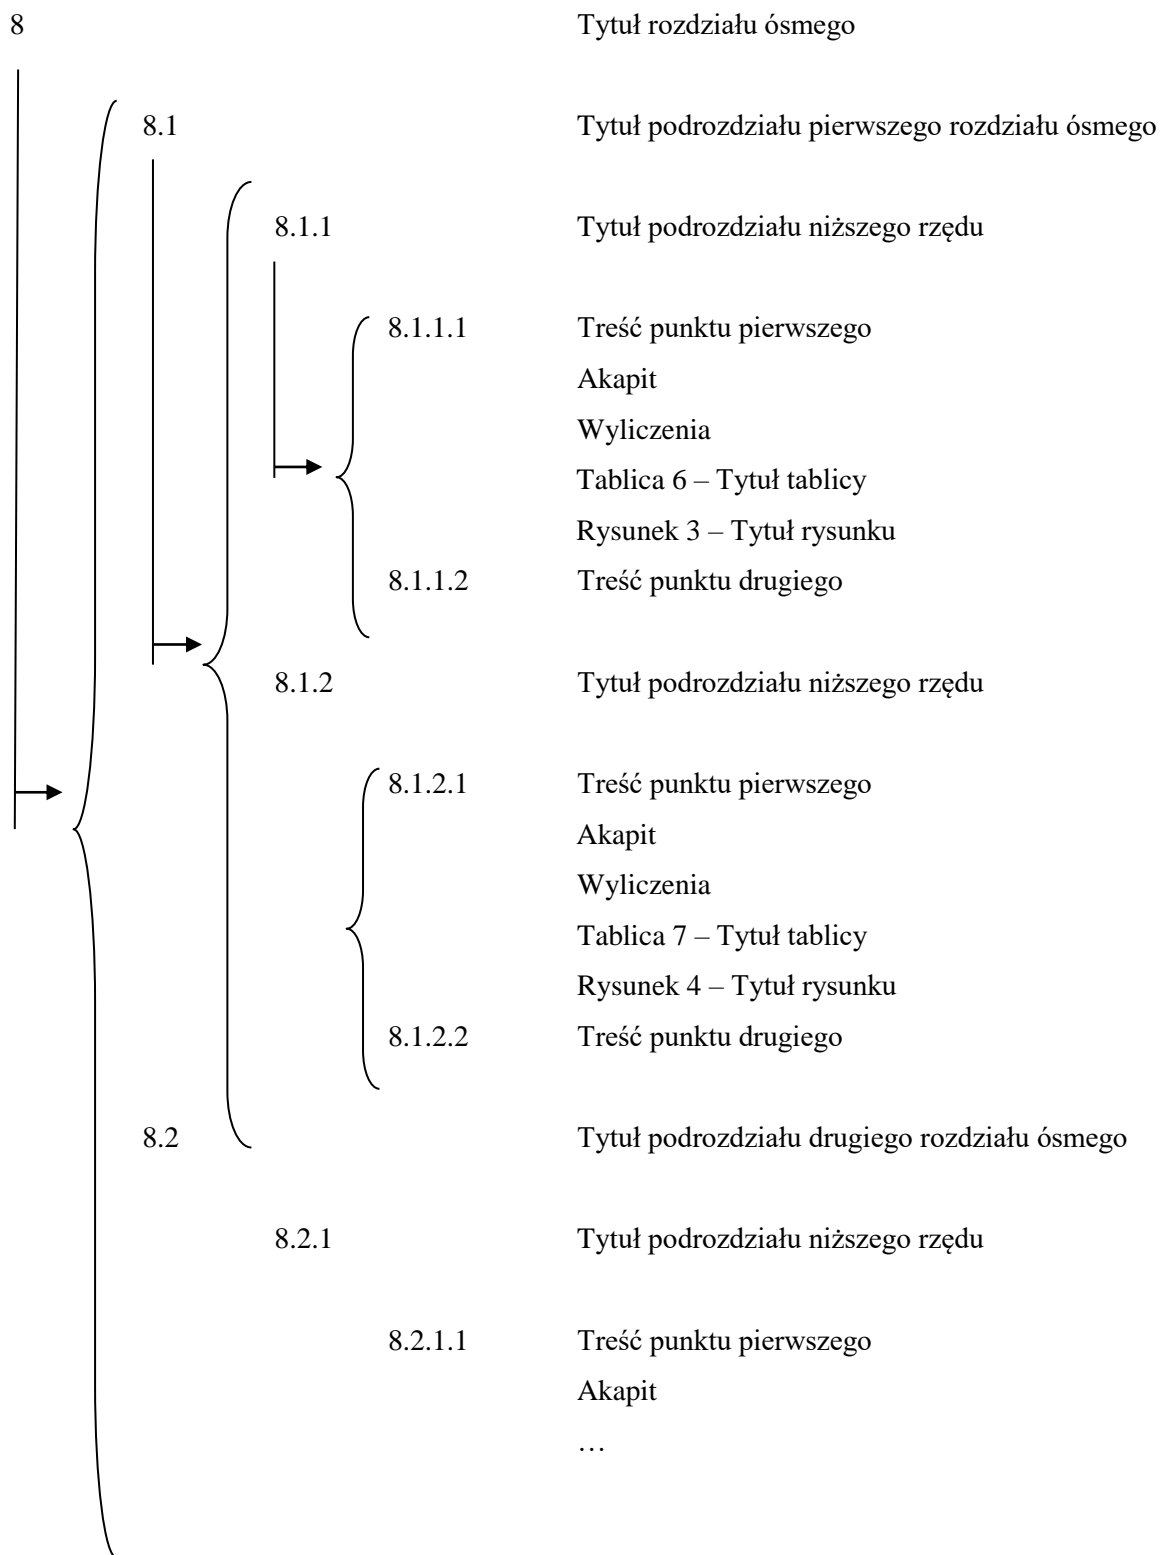 8 Tytuł rozdziału ósmego
8.1 Tytuł podrozdziału pierwszego rozdziału ósmego
8.1.1 Tytuł podrozdziału niższego rzędu
8.1.1.1 Treść punktu pierwszego
Akapit
Wyliczenia
Tablica 6 – Tytuł tablicy
Rysunek 3 – Tytuł rysunku
8.1.1.2 Treść punktu drugiego
8.1.2 Tytuł podrozdziału niższego rzędu
8.1.2.1 Treść punktu pierwszego
Akapit
Wyliczenia
Tablica 7 – Tytuł tablicy
Rysunek 4 – Tytuł rysunku
8.1.2.2 Treść punktu drugiego
8.2 Tytuł podrozdziału drugiego rozdziału ósmego
8.2.1 Tytuł podrozdziału niższego rzędu
8.2.1.1 Treść punktu pierwszego
Akapit
…